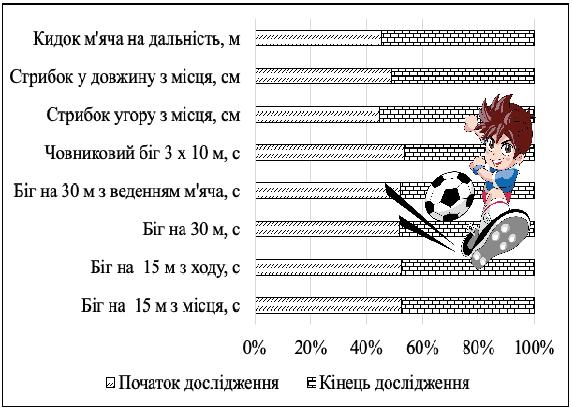 Кидок м'яча на дальність, м
Стрибок у довжину з місця, см
Стрибок угору з місця, см
Човниковий біг 3 х 10 м, с
Біг на 30 м з веденням м'яча, с
Біг на 30 м, с
Біг на 15 м з ходу, с
Біг на 15 м з місця, с
0% 20% 40% 60% 80% 100%
Початок дослідження Кінець дослідження